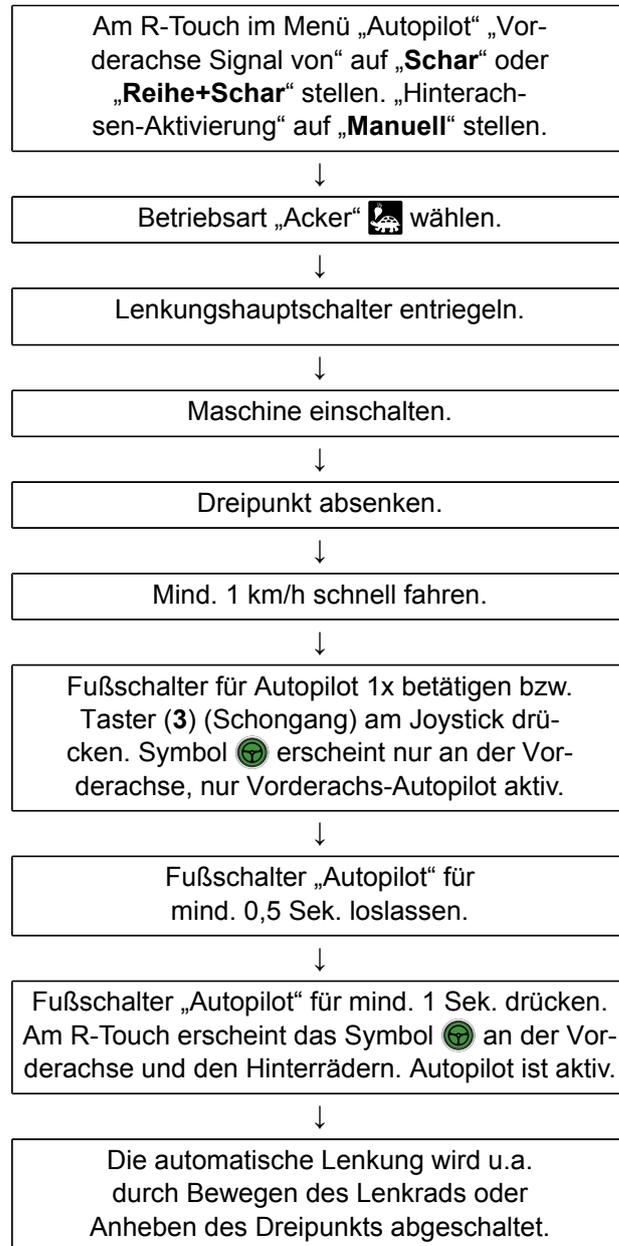 Am R-Touch im Menü „Autopilot“ „Vor-
derachse Signal von“ auf „Schar“ oder
„Reihe+Schar“ stellen. „Hinterach-
sen-Aktivierung“ auf „Manuell“ stellen.
↓
Betriebsart „Acker“ wählen.
↓
Lenkungshauptschalter entriegeln.
↓
Maschine einschalten.
↓
Dreipunkt absenken.
↓
Mind. 1 km/h schnell fahren.
↓
Fußschalter für Autopilot 1x betätigen bzw.
Taster (3) (Schongang) am Joystick drü-
cken. Symbol erscheint nur an der Vor-
derachse, nur Vorderachs-Autopilot aktiv.
↓
Fußschalter „Autopilot“ für
mind. 0,5 Sek. loslassen.
↓
Fußschalter „Autopilot“ für mind. 1 Sek. drücken.
Am R-Touch erscheint das Symbol an der Vor-
derachse und den Hinterrädern. Autopilot ist aktiv.
↓
Die automatische Lenkung wird u.a.
durch Bewegen des Lenkrads oder
Anheben des Dreipunkts abgeschaltet.